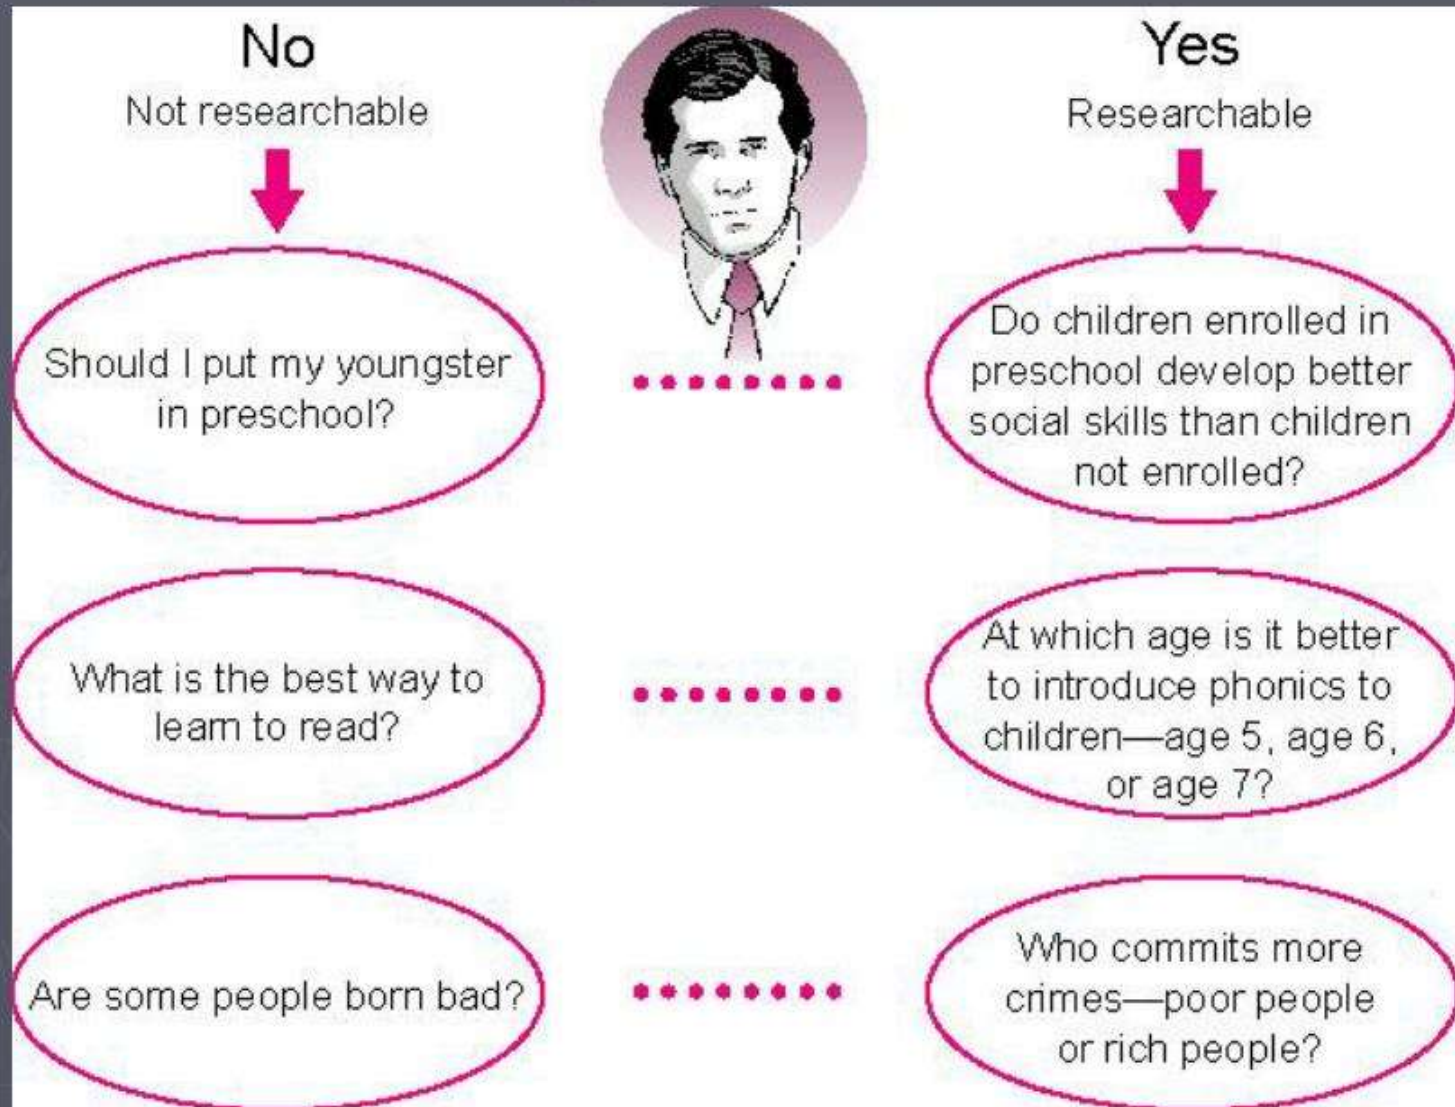 No
Not researchable
Yes
Researchable
Should I put my youngster
in preschool?
Do children enrolled in
preschool develop better
social skills than children
not enrolled?
What is the best way to
learn to read?
At which age is it better
to introduce phonics to
children—age 5, age 6,
or age 7?
Are some people born bad?
Who commits more
crimes—poor people
or rich people?